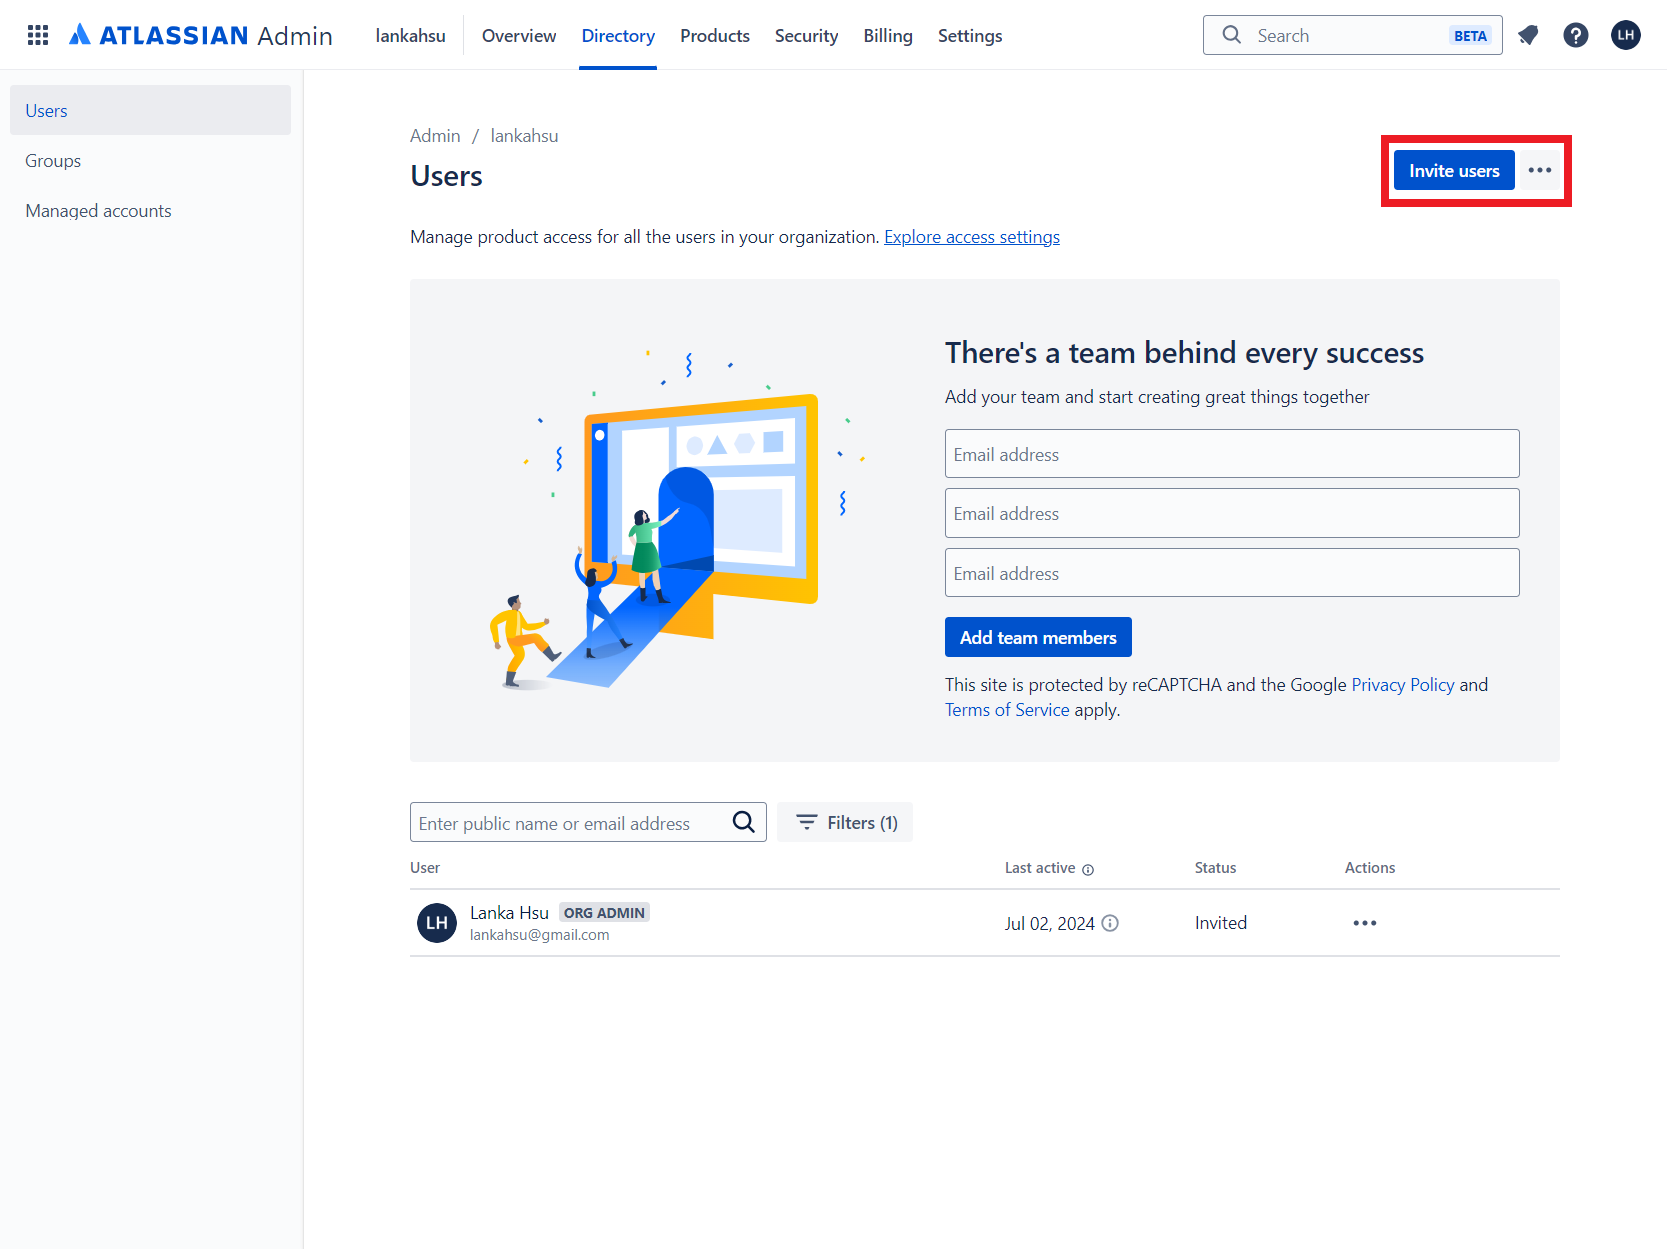 ATLASSIAN Admin lankahsu Overview Directory Products Security Billing Settings Search BETA LH
Users
Groups
Managed accounts
Admin / lankahsu
Users
Invite users
Manage product access for all the users in your organization. Explore access settings
There's a team behind every success
Add your team and start creating great things together
Email address
Email address
Email address
Add team members
This site is protected by reCAPTCHA and the Google Privacy Policy and
Terms of Service apply.
Enter public name or email address Filters (1)
User Last active Status Actions
LH Lanka Hsu ORG ADMIN Jul 02, 2024 Invited
lankahsu@gmail.com